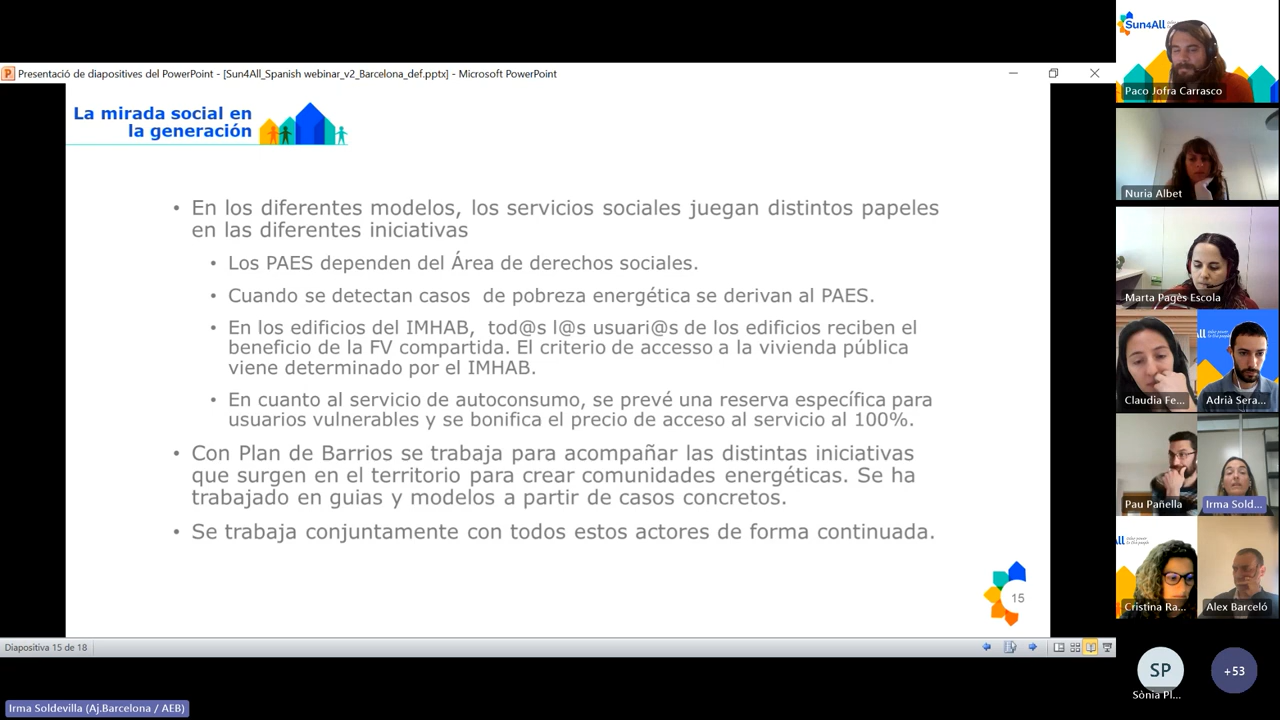 Presentació de diapositives del PowerPoint - [Sun4All_Spanish webinar_v2_Barcelona_def.pptx] - Microsoft PowerPoint
La mirada social en
la generación
• En los diferentes modelos, los servicios sociales juegan distintos papeles
en las diferentes iniciativas
• Los PAES dependen del Área de derechos sociales.
• Cuando se detectan casos de pobreza energética se derivan al PAES.
• En los edificios del IMHAB, tod@s l@s usuari@s de los edificios reciben el
beneficio de la FV compartida. El criterio de accesso a la vivienda pública
viene determinado por el IMHAB.
• En cuanto al servicio de autoconsumo, se prevé una reserva específica para
usuarios vulnerables y se bonifica el precio de acceso al servicio al 100%.
• Con Plan de Barrios se trabaja para acompañar las distintas iniciativas
que surgen en el territorio para crear comunidades energéticas. Se ha
trabajado en guias y modelos a partir de casos concretos.
• Se trabaja conjuntamente con todos estos actores de forma continuada.
15
Diapositiva 15 de 18
Irma Soldevilla (Aj.Barcelona / AEB)
Sun4All
Paco Jofra Carrasco
Nuria Albet
Marta Pagès Escola
Claudia Fe...
Adrià Sera...
Pau Pañella
Irma Sold...
Cristina Ra...
Alex Barceló
SP
Sònia Pl...
+53